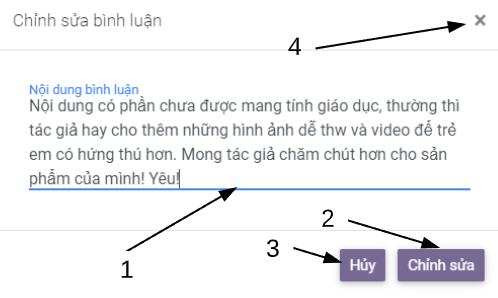 Chỉnh sửa bình luận
×
4
Nội dung bình luận
Nội dung có phần chưa được mang tính giáo dục, thường thì
tác giả hay cho thêm những hình ảnh dễ thw và video để trẻ
em có hứng thú hơn. Mong tác giả chăm chút hơn cho sản
phẩm của mình! Yêu!
1
2
3
Hủy
Chỉnh sửa